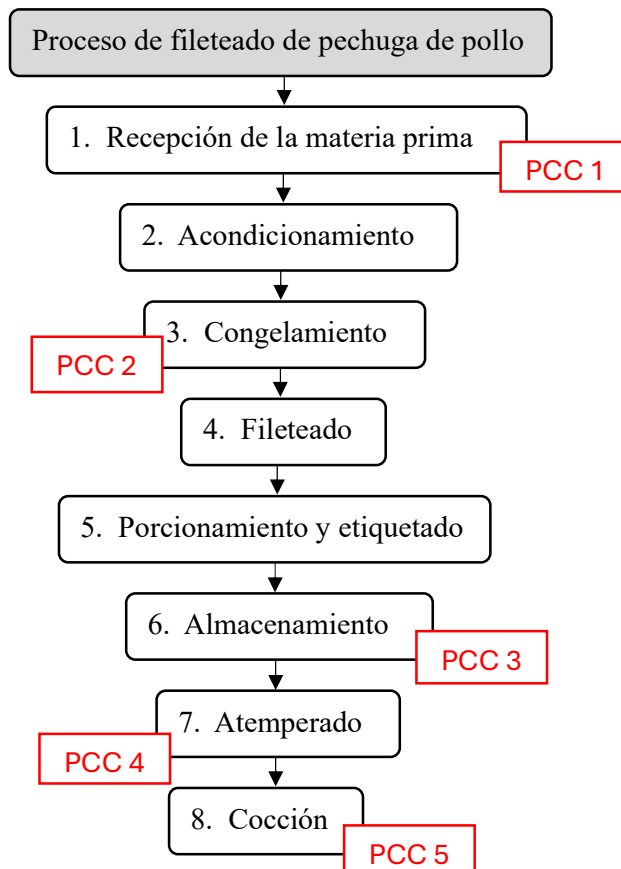 Proceso de fileteado de pechuga de pollo
1. Recepción de la materia prima
PCC 1
2. Acondicionamiento
3. Congelamiento
PCC 2
4. Fileteado
5. Porcionamiento y etiquetado
6. Almacenamiento
PCC 3
7. Atemperado
PCC 4
8. Cocción
PCC 5